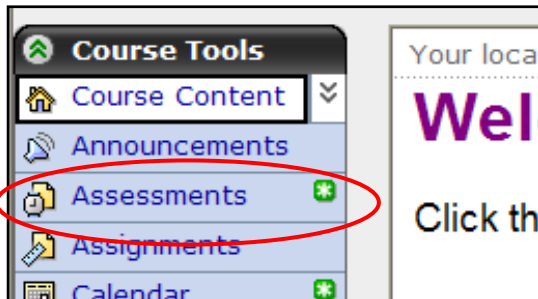 Course Tools
Your loca
Course Content
Wel
Announcements
Assessments
Click th
Assignments
Calendar